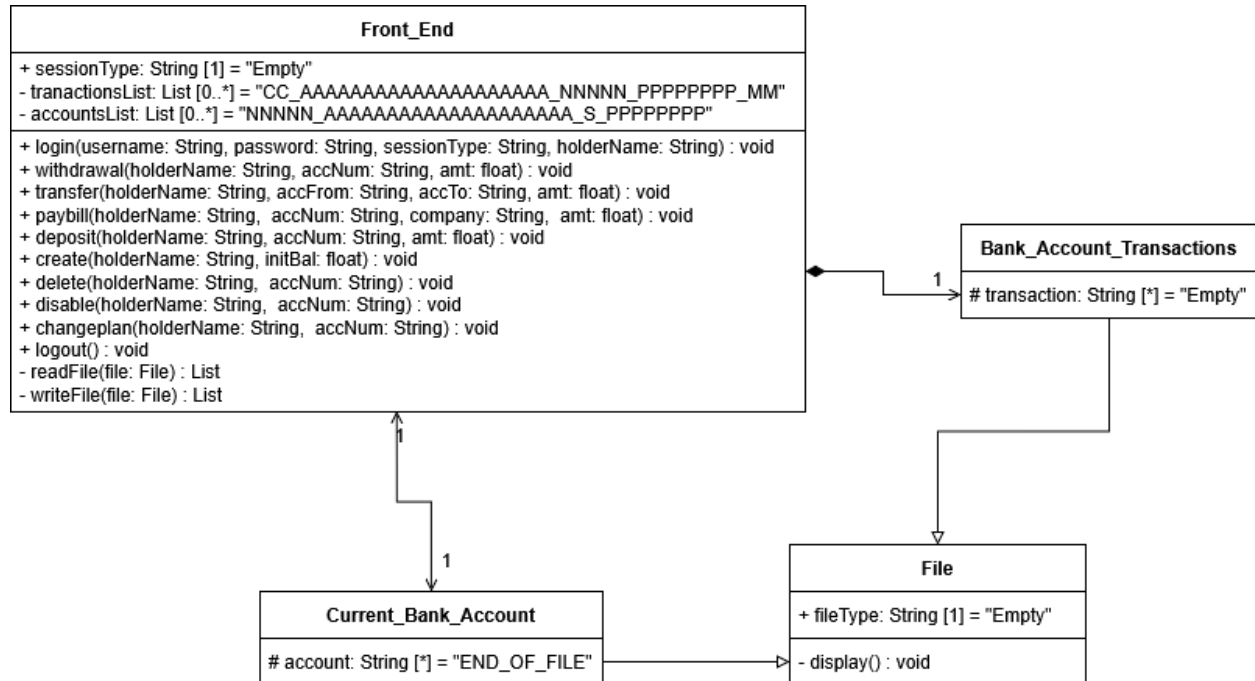 Front_End
+ sessionType: String [1] = "Empty"
- tranactionsList: List [0..*] = "CC_AAAAAAAAAAAAAAAAAAAA_NNNNN_PPPPPPPP_MM"
- accountsList: List [0..*] = "NNNNN_AAAAAAAAAAAAAAAAAAAA_S_PPPPPPPP"
+ login(username: String, password: String, sessionType: String, holderName: String) : void
+ withdrawal(holderName: String, accNum: String, amt: float) : void
+ transfer(holderName: String, accFrom: String, accTo: String, amt: float) : void
+ paybill(holderName: String, accNum: String, company: String, amt: float) : void
+ deposit(holderName: String, accNum: String, amt: float) : void
+ create(holderName: String, initBal: float) : void
+ delete(holderName: String, accNum: String) : void
+ disable(holderName: String, accNum: String) : void
+ changeplan(holderName: String, accNum: String) : void
+ logout() : void
- readFile(file: File) : List
- writeFile(file: File) : List
Bank_Account_Transactions
1
# transaction: String [*] = "Empty"
1
1
Current_Bank_Account
# account: String [*] = "END_OF_FILE"
File
+ fileType: String [1] = "Empty"
- display() : void